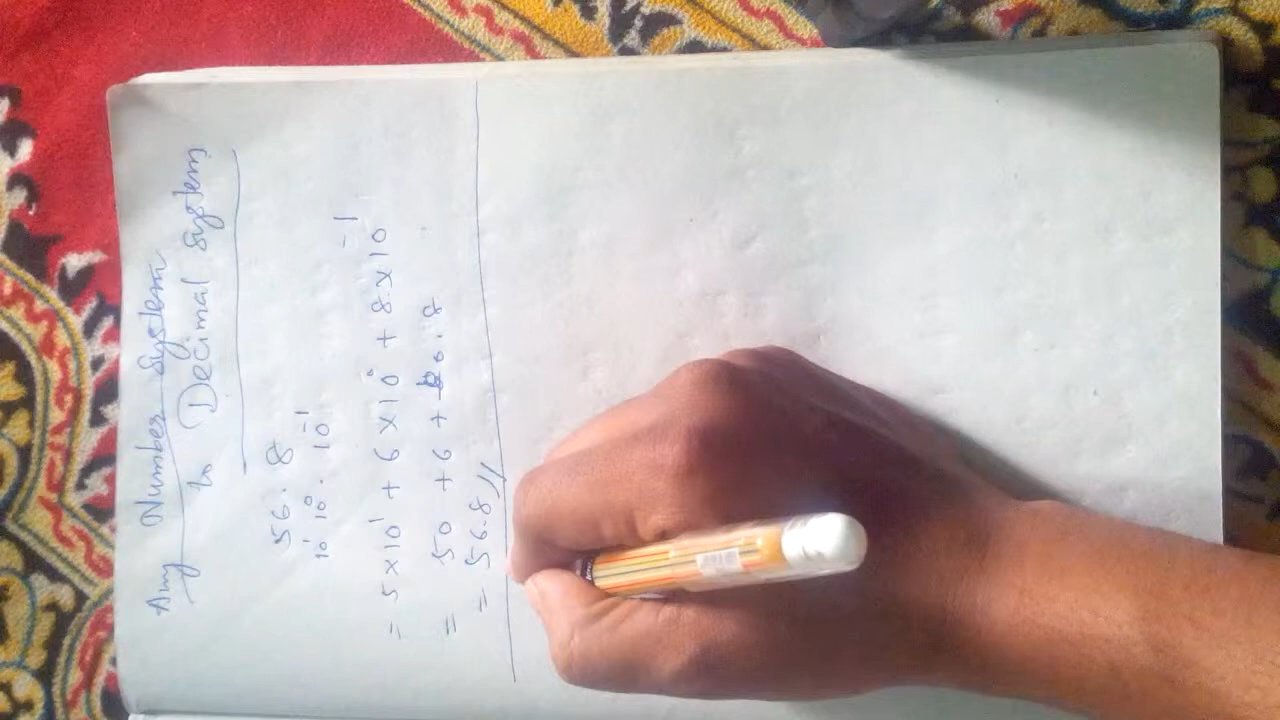 Any Number System
to Decimal System
56.8
10¹ 10⁰ . 10⁻¹
= 5×10¹ + 6×10⁰ + 8×10⁻¹
= 50 + 6 + 0.8
= 56.8 //